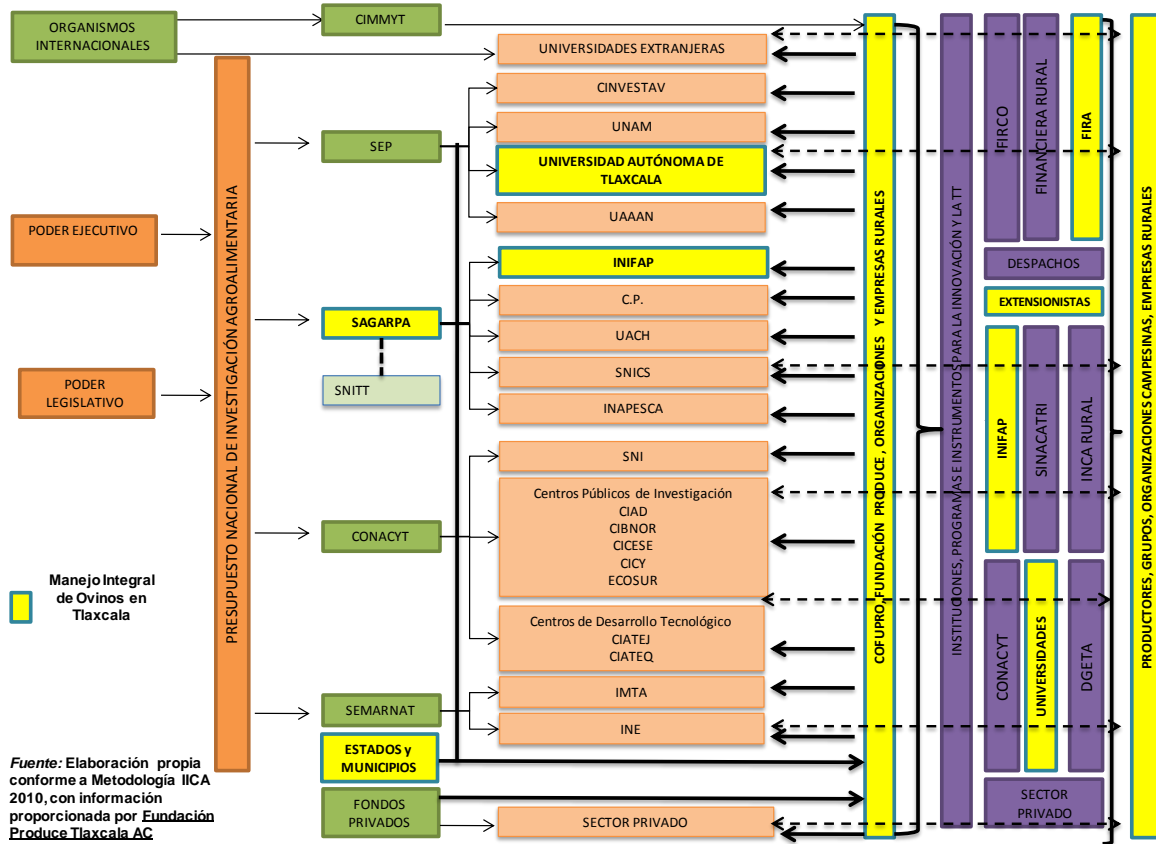 ORGANISMOS
INTERNACIONALES
PODER EJECUTIVO
PODER
LEGISLATIVO
Manejo Integral
de Ovinos en
Tlaxcala
Fuente: Elaboración propia
conforme a Metodología IICA
2010, con información
proporcionada por Fundación
Produce Tlaxcala AC
PRESUPUESTO NACIONAL DE INVESTIGACIÓN AGROALIMENTARIA
CIMMYT
SEP
SAGARPA
SNITT
CONACYT
SEMARNAT
ESTADOS y
MUNICIPIOS
FONDOS
PRIVADOS
UNIVERSIDADES EXTRANJERAS
CINVESTAV
UNAM
UNIVERSIDAD AUTÓNOMA DE
TLAXCALA
UAAAN
INIFAP
C.P.
UACH
SNICS
INAPESCA
SNI
Centros Públicos de Investigación
CIAD
CIBNOR
CICESE
CICY
ECOSUR
Centros de Desarrollo Tecnológico
CIATEJ
CIATEQ
IMTA
INE
SECTOR PRIVADO
COFUPRO, FUNDACIÓN PRODUCE , ORGANIZACIONES Y EMPRESAS RURALES
INSTITUCIONES, PROGRAMAS E INSTRUMENTOS PARA LA INNOVACIÓN Y LA TT
FIRCO
FINANCIERA RURAL
FIRA
DESPACHOS
EXTENSIONISTAS
INIFAP
SINACATRI
INCA RURAL
CONACYT
UNIVERSIDADES
DGETA
SECTOR
PRIVADO
PRODUCTORES, GRUPOS, ORGANIZACIONES CAMPESINAS, EMPRESAS RURALES